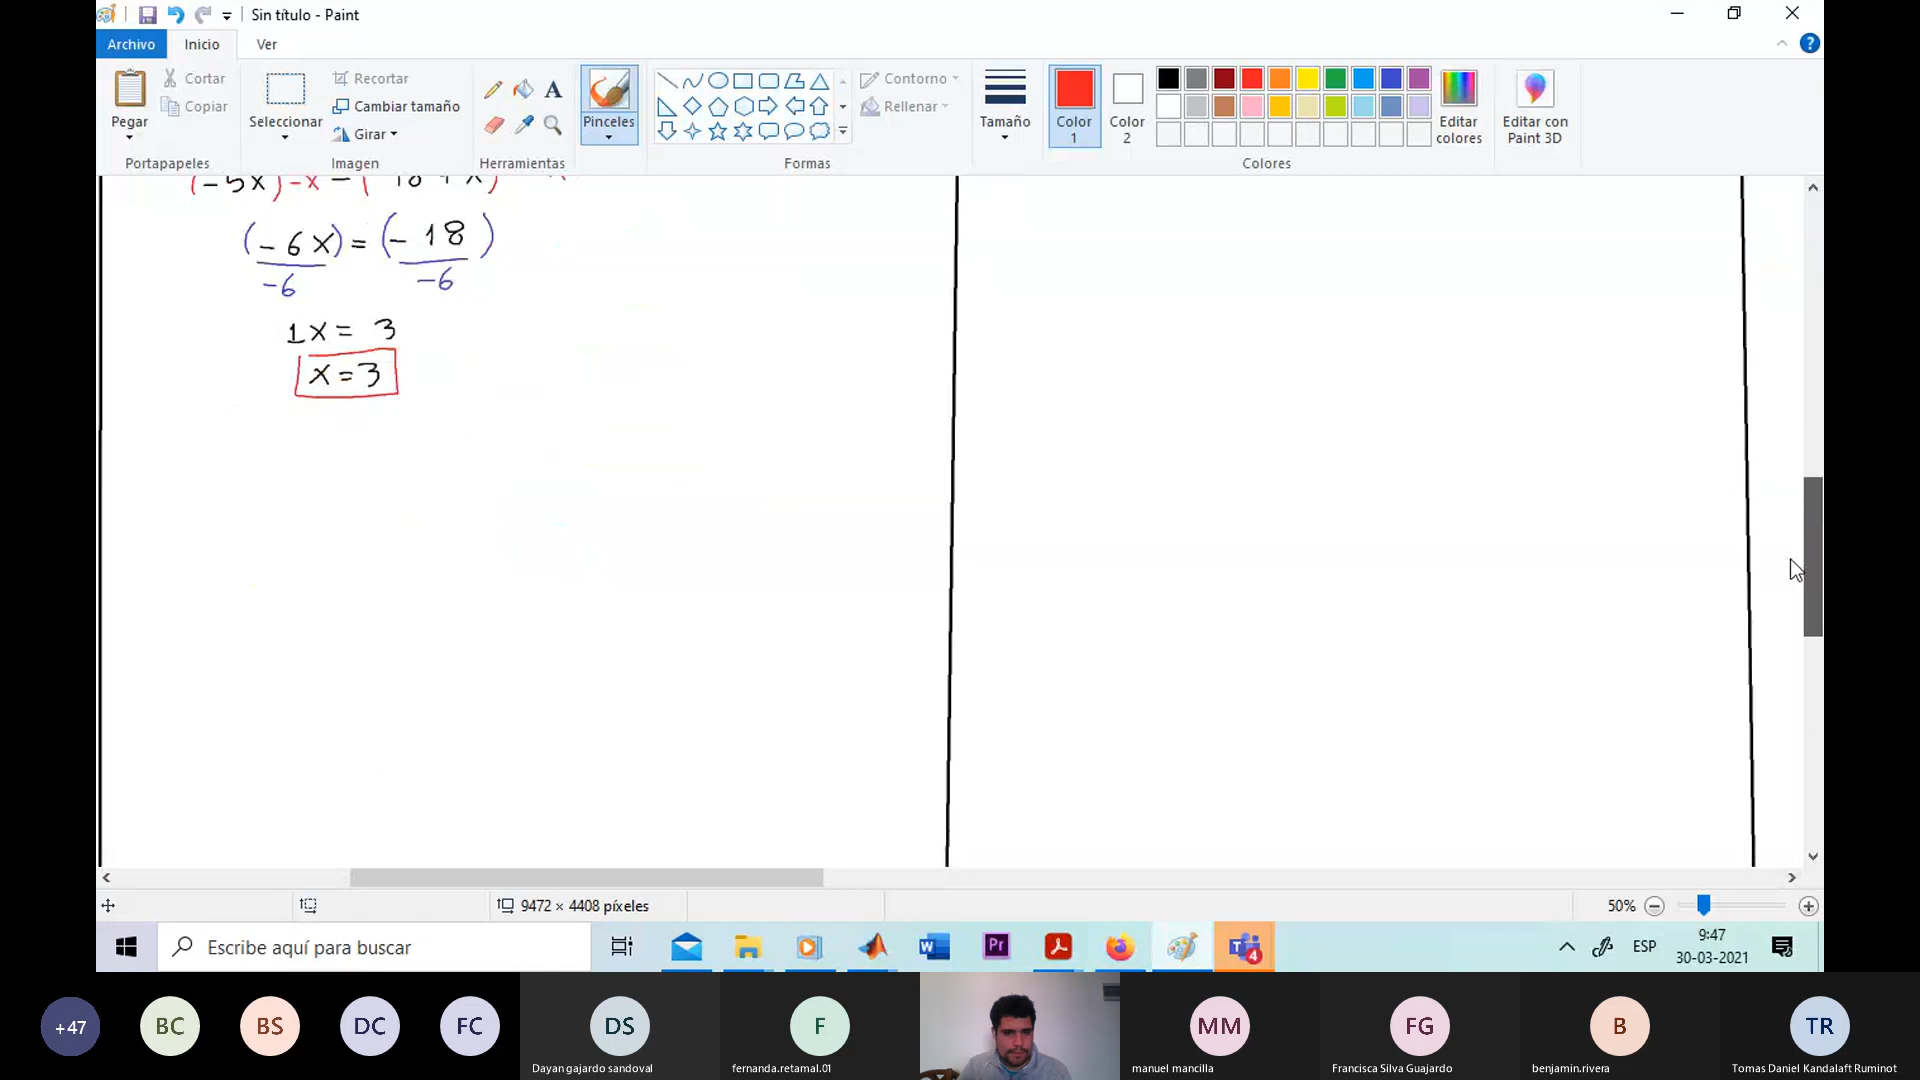 Sin título - Paint
Archivo Inicio Ver
Pegar
Cortar
Copiar
Portapapeles
Seleccionar
Recortar
Cambiar tamaño
Girar
Imagen
Herramientas
Pinceles
Contorno
Rellenar
Formas
Tamaño
Color 1
Color 2
Editar colores
Editar con Paint 3D
Colores
(-6x) = (-18)
-6 -6
1x = 3
x = 3
9472 × 4408 píxeles
50%
Escribe aquí para buscar
W
Pr
4
ESP
9:47
30-03-2021
+47 BC BS DC FC DS F MM FG B TR
Dayan gajardo sandoval fernanda.retamal.01 manuel mancilla Francisca Silva Guajardo benjamin.rivera Tomas Daniel Kandalaft Ruminot